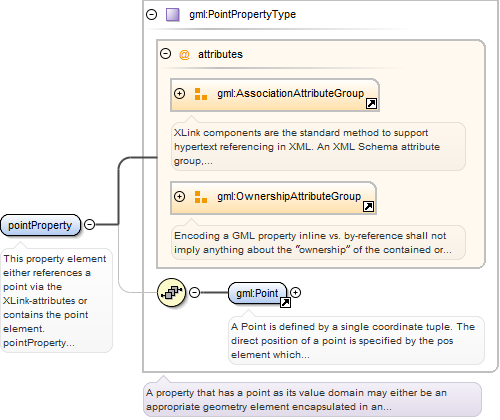 gml:PointPropertyType
@ attributes
gml:AssociationAttributeGroup
XLink components are the standard method to support
hypertext referencing in XML. An XML Schema attribute
group,...
gml:OwnershipAttributeGroup
Encoding a GML property inline vs. by-reference shall not
imply anything about the "ownership" of the contained or...
pointProperty
This property element
either references a
point via the
XLink-attributes or
contains the point
element.
pointProperty...
gml:Point
A Point is defined by a single coordinate tuple. The
direct position of a point is specified by the pos
element which...
A property that has a point as its value domain may either be an
appropriate geometry element encapsulated in an...